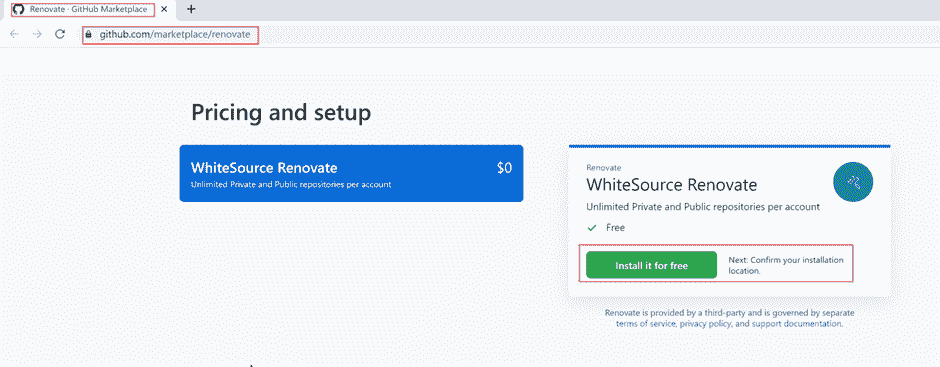 Renovate · GitHub Marketplace
github.com/marketplace/renovate
Pricing and setup
WhiteSource Renovate $0
Unlimited Private and Public repositories per account
Renovate
WhiteSource Renovate
Unlimited Private and Public repositories per account
Free
Install it for free
Next: Confirm your installation
location.
Renovate is provided by a third-party and is governed by separate
terms of service, privacy policy, and support documentation.